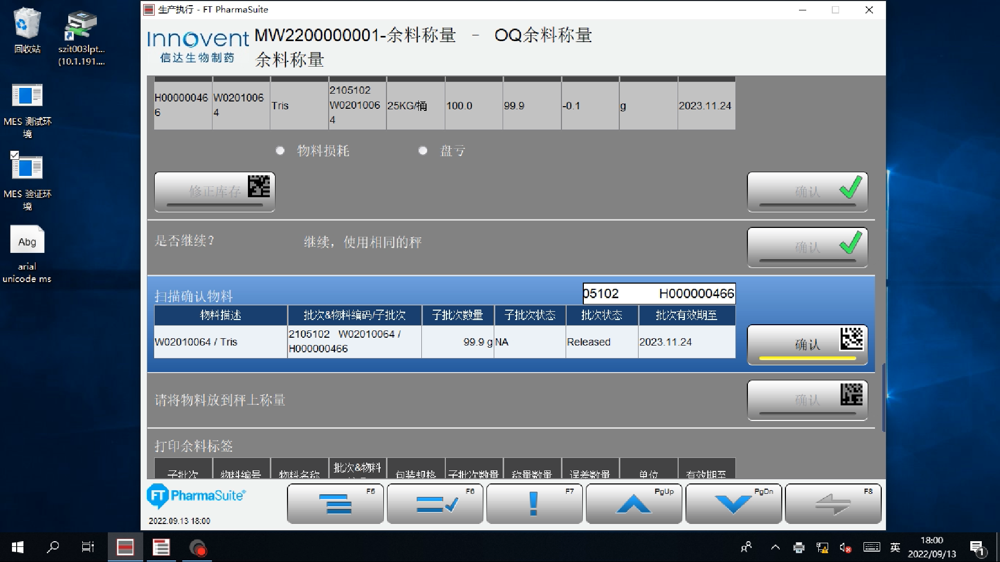 生产执行 - FT PharmaSuite
回收站
szit003lpt...
(10.1.191....
MES 测试环
境
MES 验证环
境
Abg
arial
unicode ms
Innovent
信达生物制药
MW2200000001-余料称量 - OQ余料称量
余料称量
H00000046
6
W0201006
4
Tris
2105102
W0201006
4
25KG/桶
100.0
99.9
-0.1
g
2023.11.24
物料损耗
盘亏
修正库存
确认
是否继续?
继续，使用相同的秤
确认
扫描确认物料
05102 H000000466
物料描述 批次&物料编码/子批次 子批次数量 子批次状态 批次状态 批次有效期至
W02010064 / Tris
2105102 W02010064 /
H000000466
99.9 g
NA
Released
2023.11.24
确认
请将物料放到秤上称量
确认
打印余料标签
子批次 物料编号 物料名称 批次&物料 包装规格 子批次数量 称量数量 误差数量 单位 有效期至
FT PharmaSuite®
2022.09.13 18:00
F5
F6
F7
PgUp
PgDn
F8
英
18:00
2022/09/13
1